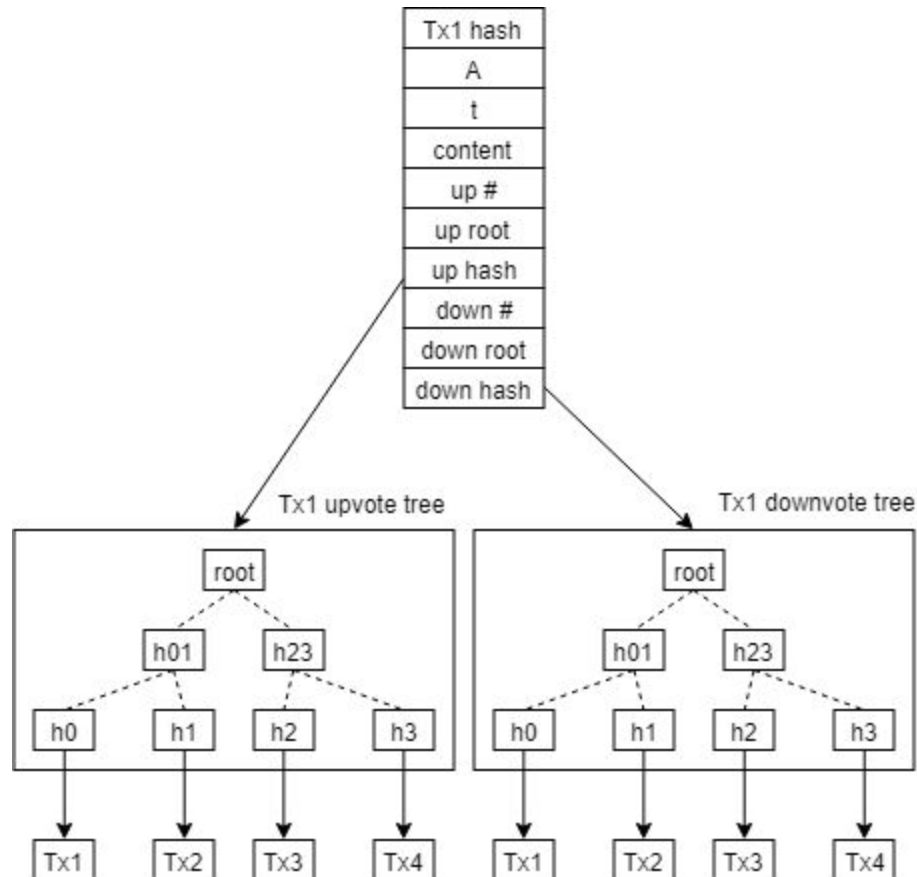 Tx1 hash
A
t
content
up #
up root
up hash
down #
down root
down hash
Tx1 upvote tree
Tx1 downvote tree
root
root
h01
h23
h01
h23
h0
h1
h2
h3
h0
h1
h2
h3
Tx1
Tx2
Tx3
Tx4
Tx1
Tx2
Tx3
Tx4